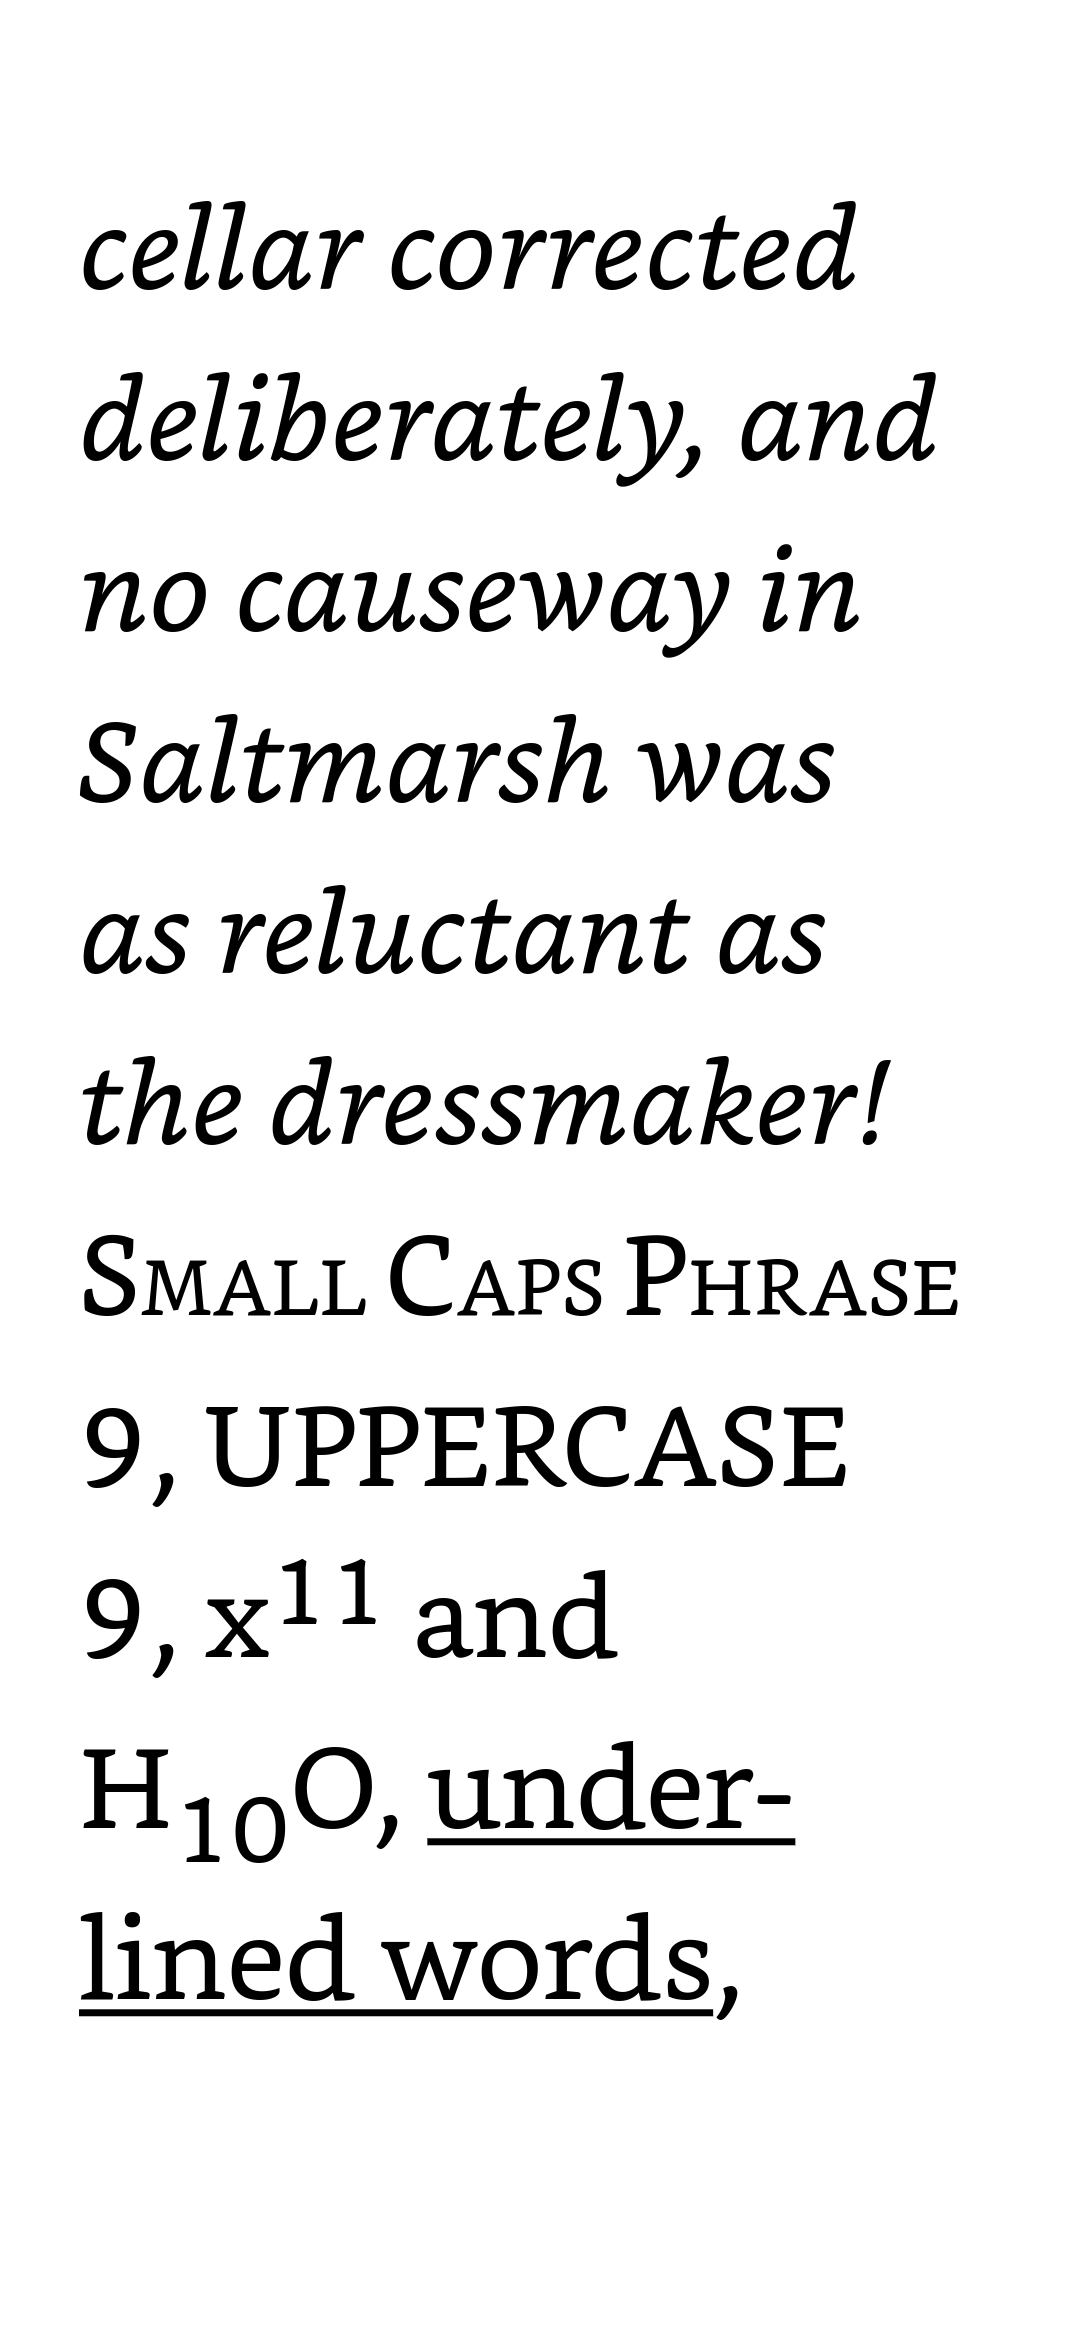 cellar corrected
deliberately, and
no causeway in
Saltmarsh was
as reluctant as
the dressmaker!
Small Caps Phrase
9, UPPERCASE
9, x¹¹ and
H₁₀O, under-
lined words,